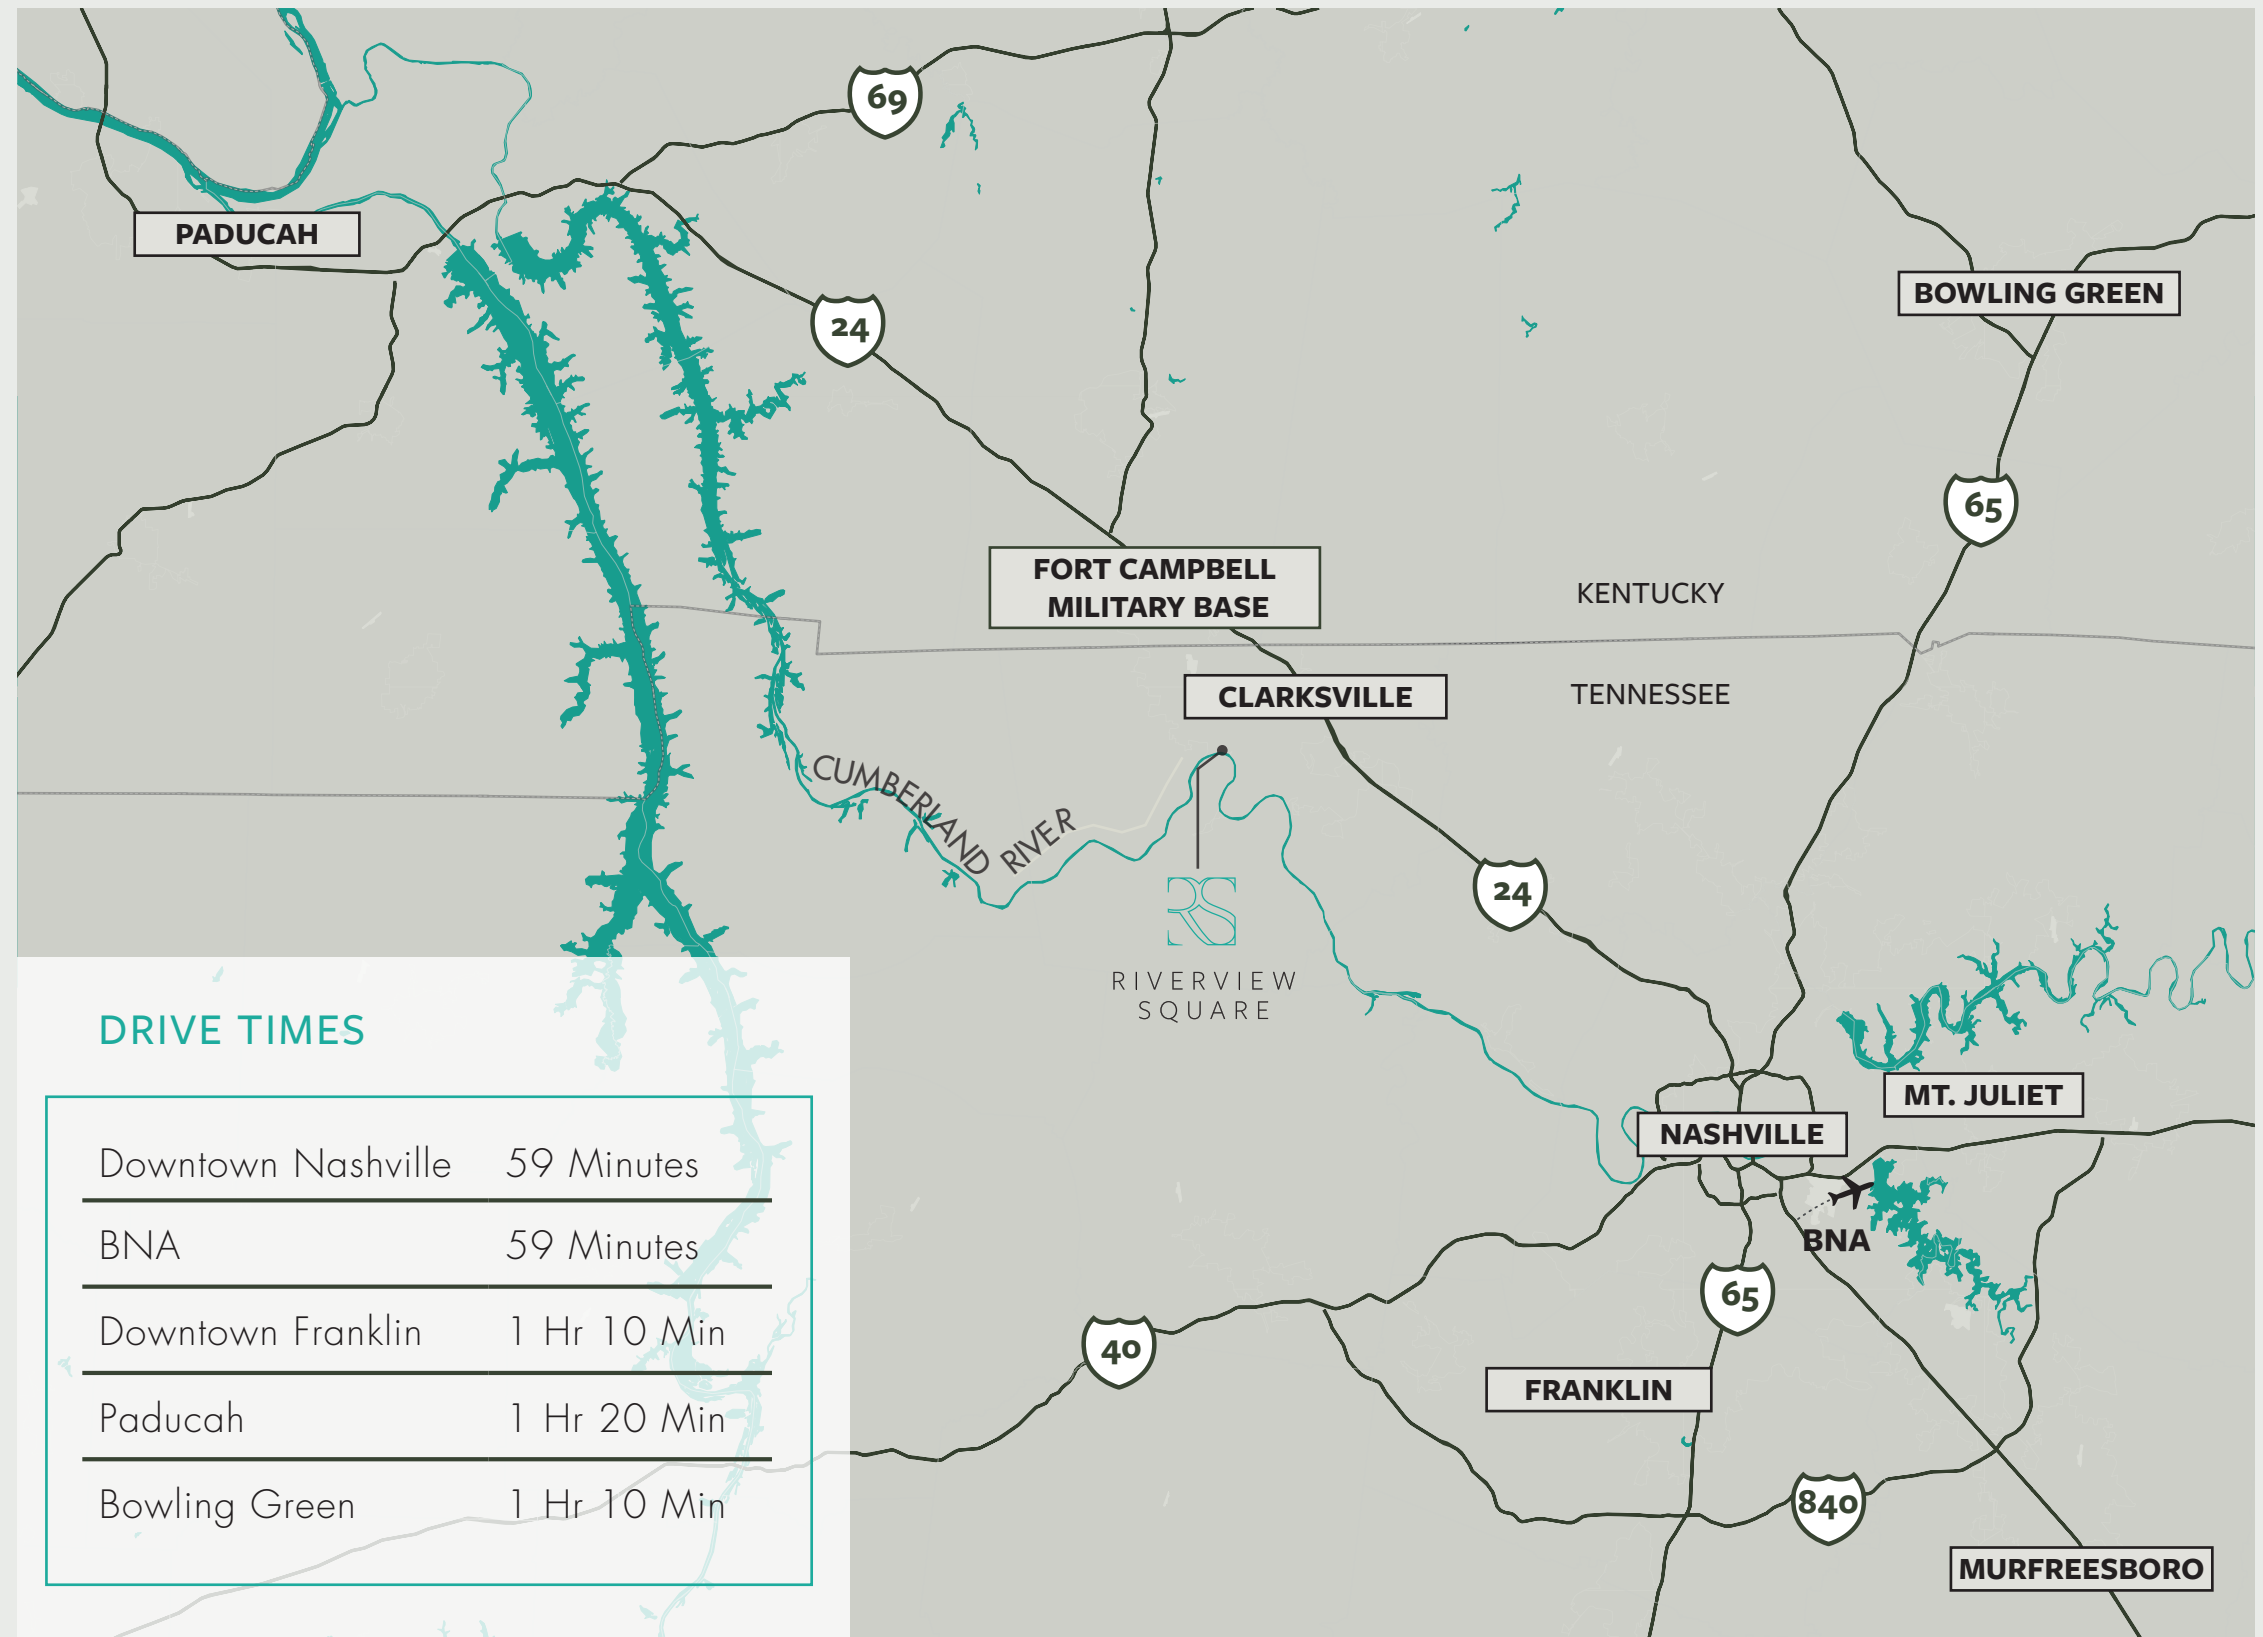 69
PADUCAH
BOWLING GREEN
24
65
FORT CAMPBELL
MILITARY BASE
KENTUCKY
CLARKSVILLE
TENNESSEE
CUMBERLAND RIVER
24
RS
RIVERVIEW
SQUARE
MT. JULIET
NASHVILLE
BNA
65
40
FRANKLIN
840
MURFREESBORO
DRIVE TIMES
Downtown Nashville 59 Minutes
BNA 59 Minutes
Downtown Franklin 1 Hr 10 Min
Paducah 1 Hr 20 Min
Bowling Green 1 Hr 10 Min